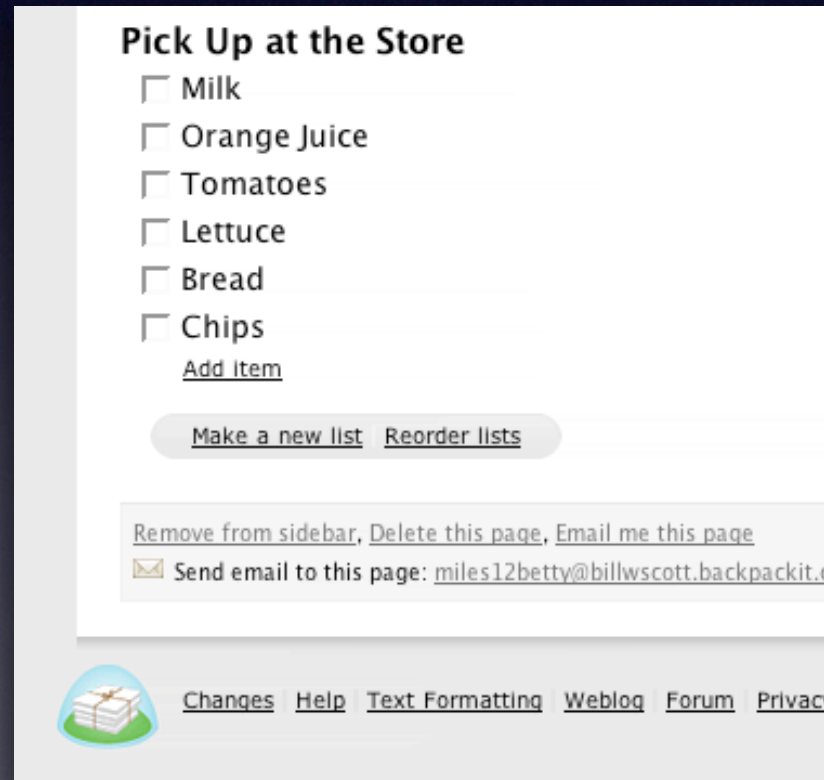 Pick Up at the Store
Milk
Orange Juice
Tomatoes
Lettuce
Bread
Chips
Add item
Make a new list Reorder lists
Remove from sidebar, Delete this page, Email me this page
Send email to this page: miles12betty@billwscott.backpackit.
Changes Help Text Formatting Weblog Forum